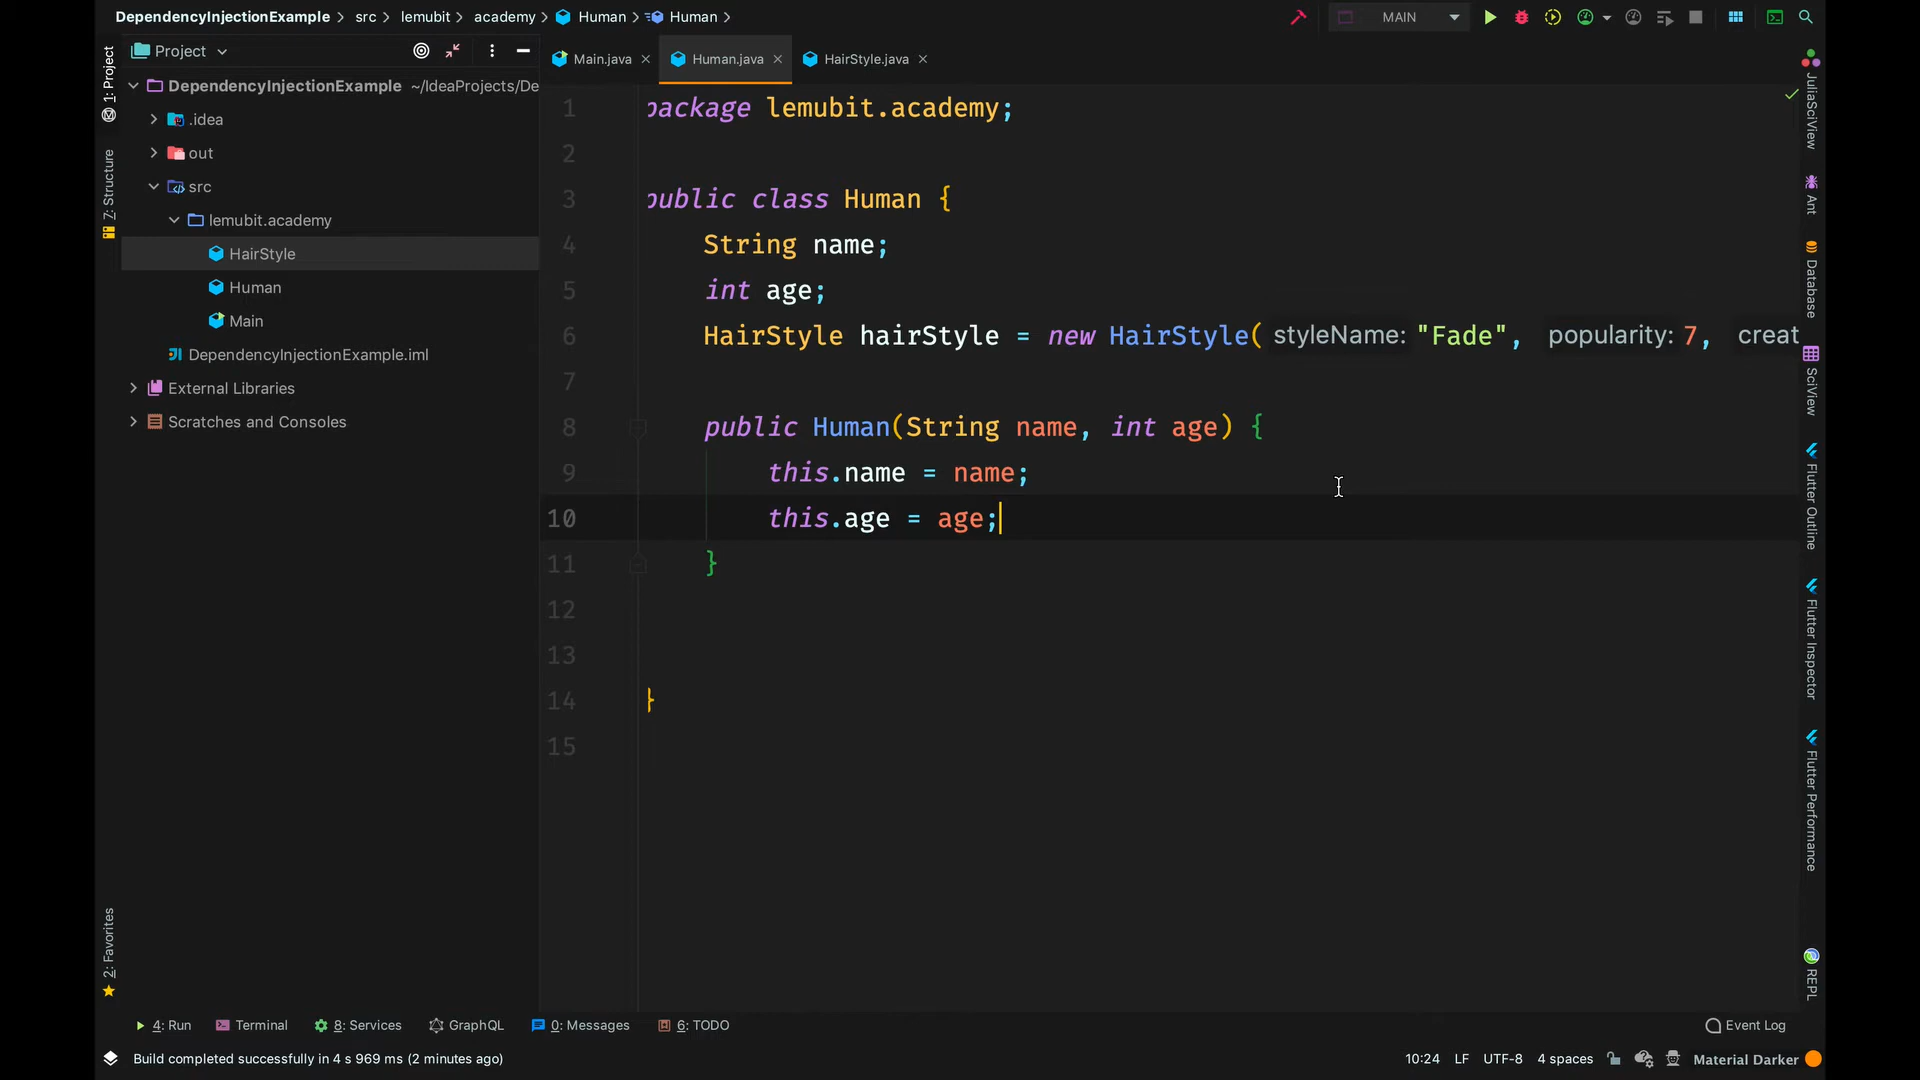 DependencyInjectionExample > src > lemubit > academy > Human > Human >
MAIN
Project
Main.java
Human.java
HairStyle.java
DependencyInjectionExample ~/IdeaProjects/De
.idea
out
src
lemubit.academy
HairStyle
Human
Main
DependencyInjectionExample.iml
External Libraries
Scratches and Consoles
1: Project
7: Structure
2: Favorites
1 package lemubit.academy;
2
3 public class Human {
4 String name;
5 int age;
6 HairStyle hairStyle = new HairStyle( styleName: "Fade", popularity: 7, creat
7
8 public Human(String name, int age) {
9 this.name = name;
10 this.age = age;
11 }
12
13
14 }
15
JuliaSciView
Ant
Database
SciView
Flutter Outline
Flutter Inspector
Flutter Performance
REPL
4: Run
Terminal
8: Services
GraphQL
0: Messages
6: TODO
Event Log
Build completed successfully in 4 s 969 ms (2 minutes ago)
10:24 LF UTF-8 4 spaces Material Darker